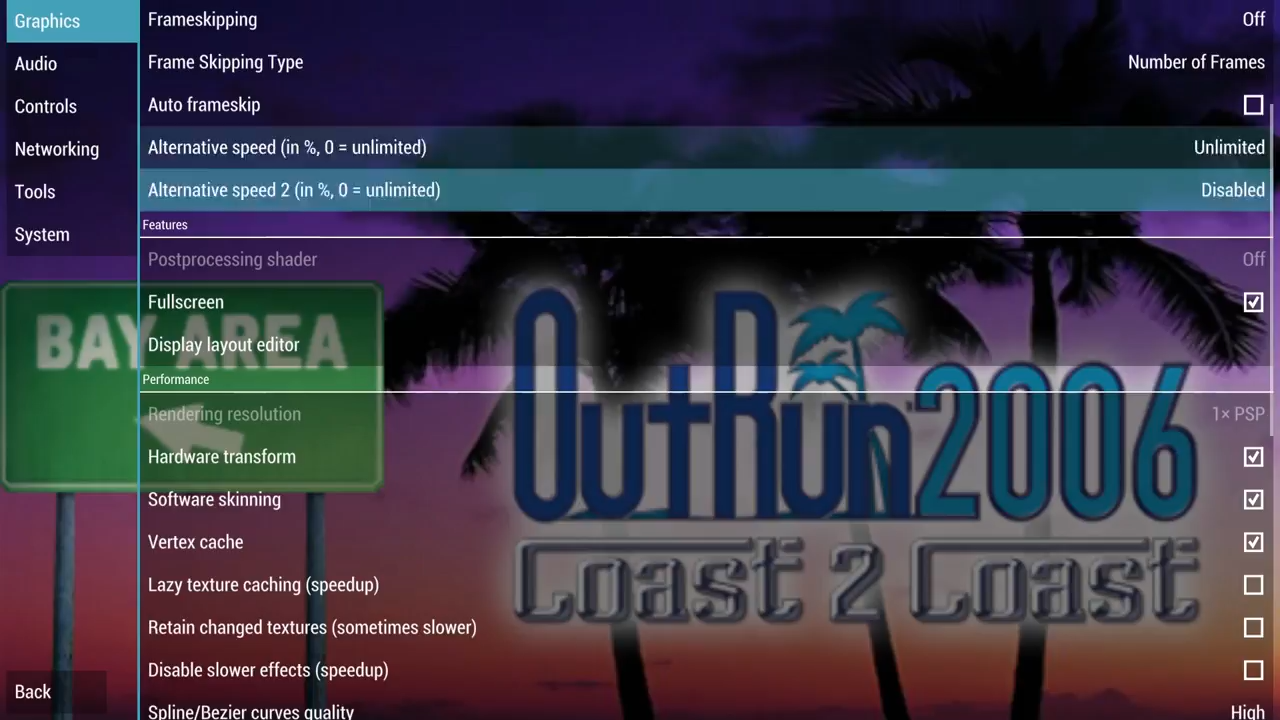 Graphics
Audio
Controls
Networking
Tools
System
Back
Frameskipping Off
Frame Skipping Type Number of Frames
Auto frameskip
Alternative speed (in %, 0 = unlimited) Unlimited
Alternative speed 2 (in %, 0 = unlimited) Disabled
Features
Postprocessing shader Off
Fullscreen
Display layout editor
Performance
Rendering resolution 1× PSP
Hardware transform
Software skinning
Vertex cache
Lazy texture caching (speedup)
Retain changed textures (sometimes slower)
Disable slower effects (speedup)
Spline/Bezier curves quality High
BAY AREA
OutRun 2006
Coast 2 Coast